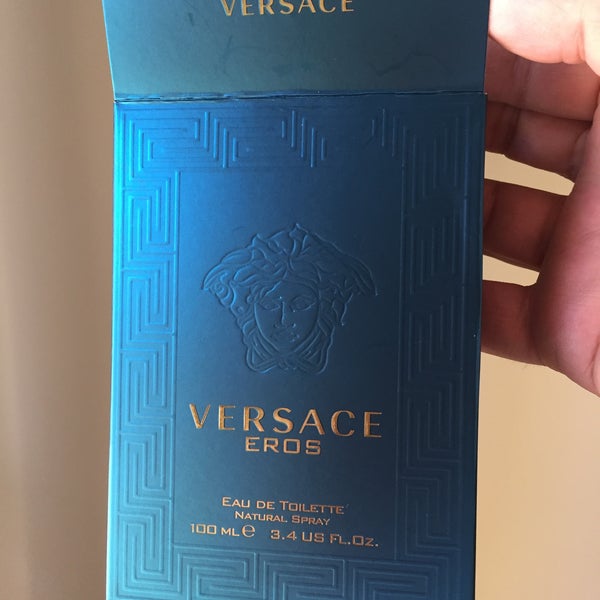 VERSACE
VERSACE
EROS
EAU DE TOILETTE
NATURAL SPRAY
100 ML ℮ 3.4 US FL.OZ.